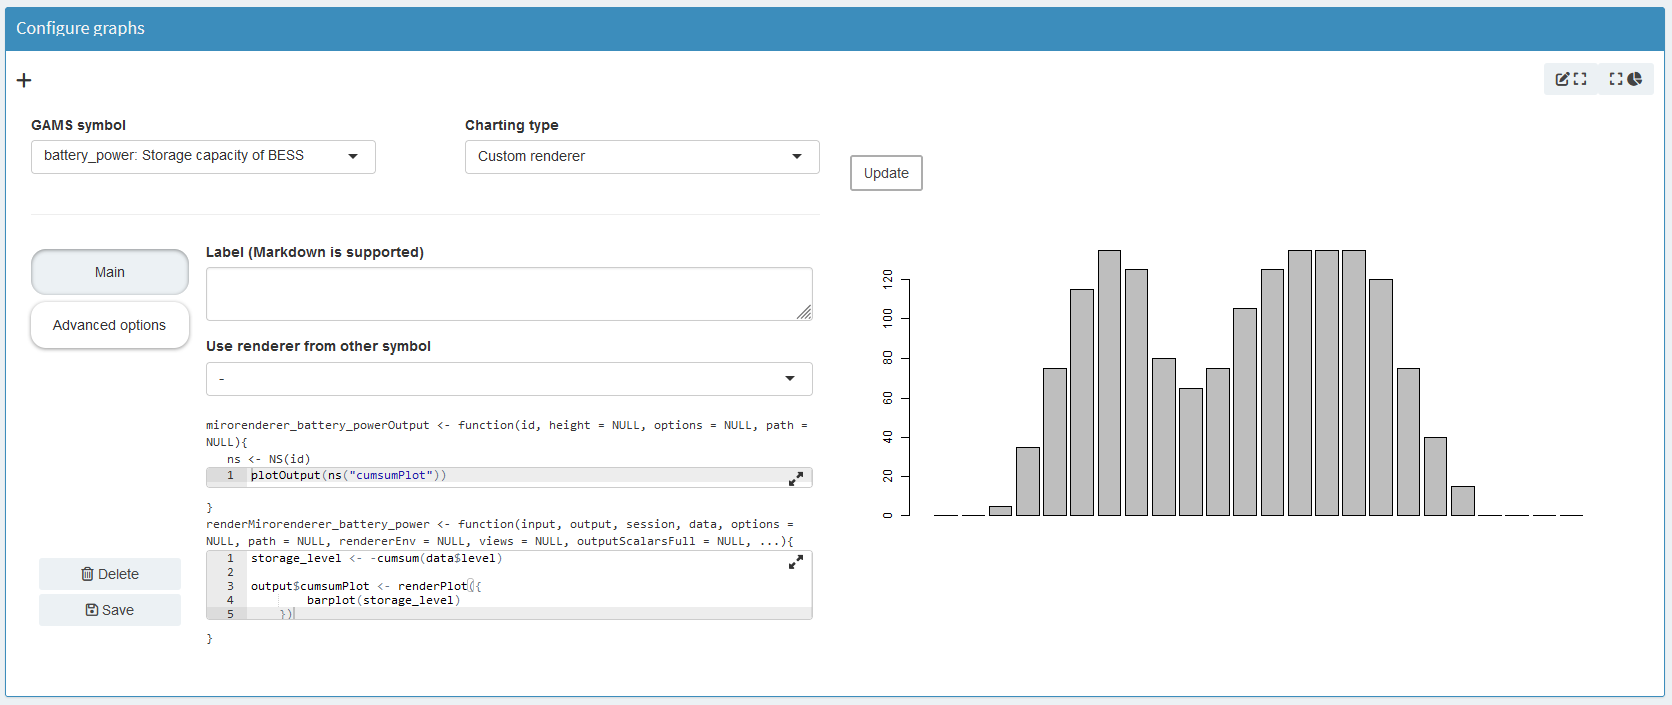 Configure graphs
GAMS symbol
Charting type
battery_power: Storage capacity of BESS
Custom renderer
Update
Main
Advanced options
Label (Markdown is supported)
Use renderer from other symbol
-
mirorenderer_battery_powerOutput <- function(id, height = NULL, options = NULL, path =
NULL){
ns <- NS(id)
1 plotOutput(ns("cumsumPlot"))
}
renderMirorenderer_battery_power <- function(input, output, session, data, options =
NULL, path = NULL, rendererEnv = NULL, views = NULL, outputScalarsFull = NULL, ...){
1 storage_level <- -cumsum(data$level)
2
3 output$cumsumPlot <- renderPlot({
4 barplot(storage_level)
5 })
}
Delete
Save
120
100
80
60
40
20
0